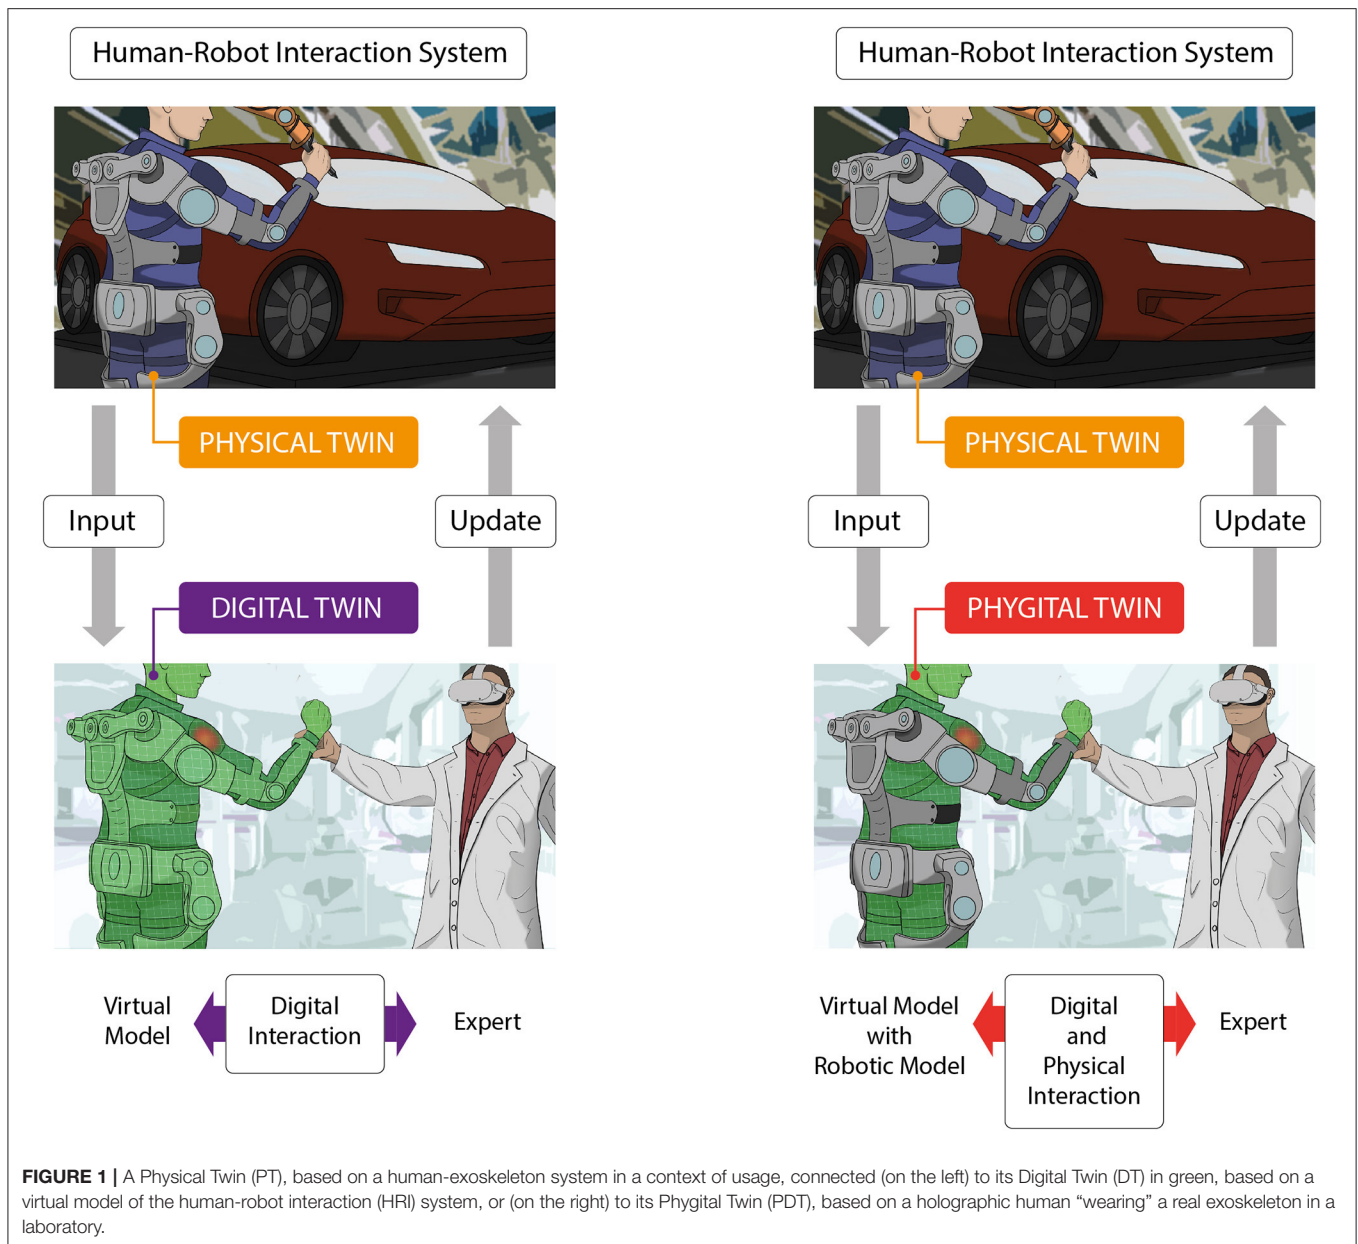 Human-Robot Interaction System
PHYSICAL TWIN
Input
Update
DIGITAL TWIN
Virtual
Model
Digital
Interaction
Expert
Human-Robot Interaction System
PHYSICAL TWIN
Input
Update
PHYGITAL TWIN
Virtual Model
with
Robotic Model
Digital
and
Physical
Interaction
Expert
FIGURE 1 | A Physical Twin (PT), based on a human-exoskeleton system in a context of usage, connected (on the left) to its Digital Twin (DT) in green, based on a
virtual model of the human-robot interaction (HRI) system, or (on the right) to its Phygital Twin (PDT), based on a holographic human “wearing” a real exoskeleton in a
laboratory.